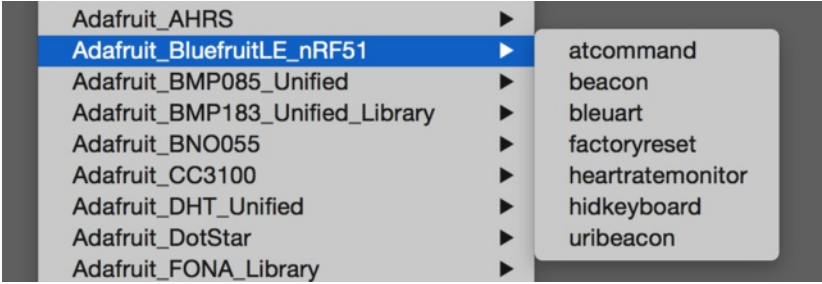 Adafruit_AHRS
Adafruit_BluefruitLE_nRF51
Adafruit_BMP085_Unified
Adafruit_BMP183_Unified_Library
Adafruit_BNO055
Adafruit_CC3100
Adafruit_DHT_Unified
Adafruit_DotStar
Adafruit_FONA_Library
atcommand
beacon
bleuart
factoryreset
heartratemonitor
hidkeyboard
uribeacon